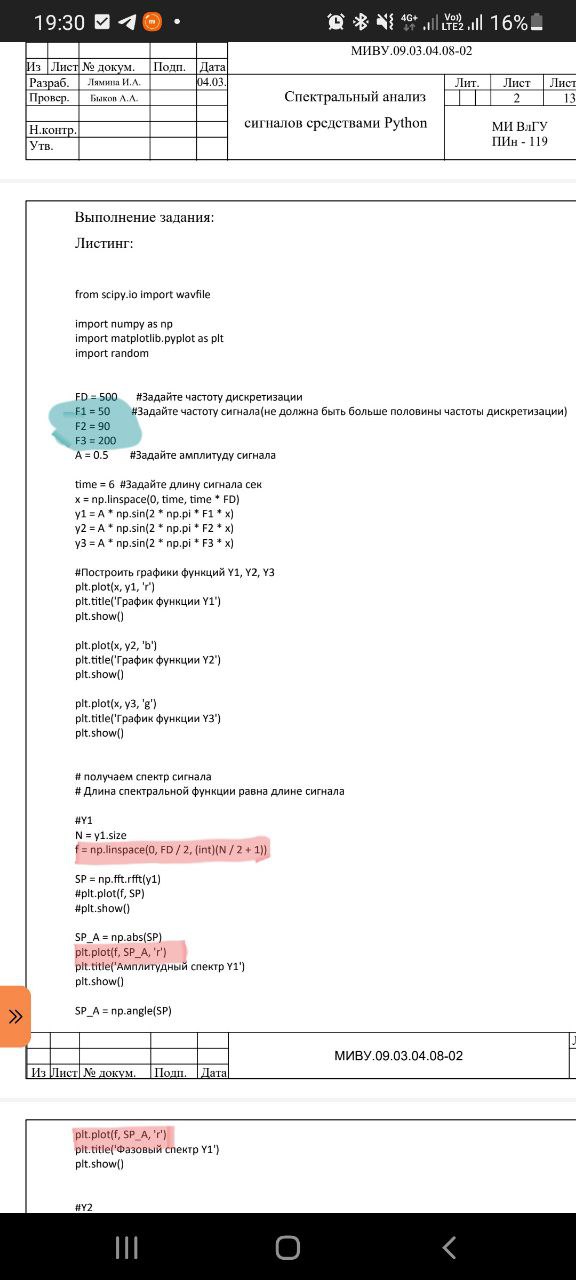 19:30
4G+ Vo)) LTE2 16%
МИВУ.09.03.04.08-02
Из Лист № докум. Подп. Дата
Разраб. Лямина И.А. 04.03.
Провер. Быков А.А.
Н.контр.
Утв.
Спектральный анализ
сигналов средствами Python
Лит. Лист Лист
2 13
МИ ВлГУ
ПИн - 119
Выполнение задания:
Листинг:
from scipy.io import wavfile
import numpy as np
import matplotlib.pyplot as plt
import random
FD = 500 #Задайте частоту дискретизации
F1 = 50 #Задайте частоту сигнала(не должна быть больше половины частоты дискретизации)
F2 = 90
F3 = 200
A = 0.5 #Задайте амплитуду сигнала
time = 6 #Задайте длину сигнала сек
x = np.linspace(0, time, time * FD)
y1 = A * np.sin(2 * np.pi * F1 * x)
y2 = A * np.sin(2 * np.pi * F2 * x)
y3 = A * np.sin(2 * np.pi * F3 * x)
#Построить графики функций Y1, Y2, Y3
plt.plot(x, y1, 'r')
plt.title('График функции Y1')
plt.show()
plt.plot(x, y2, 'b')
plt.title('График функции Y2')
plt.show()
plt.plot(x, y3, 'g')
plt.title('График функции Y3')
plt.show()
# получаем спектр сигнала
# Длина спектральной функции равна длине сигнала
#Y1
N = y1.size
f = np.linspace(0, FD / 2, (int)(N / 2 + 1))
SP = np.fft.rfft(y1)
#plt.plot(f, SP)
#plt.show()
SP_A = np.abs(SP)
plt.plot(f, SP_A, 'r')
plt.title('Амплитудный спектр Y1')
plt.show()
SP_A = np.angle(SP)
МИВУ.09.03.04.08-02
Из Лист № докум. Подп. Дата
plt.plot(f, SP_A, 'r')
plt.title('Фазовый спектр Y1')
plt.show()
#Y2